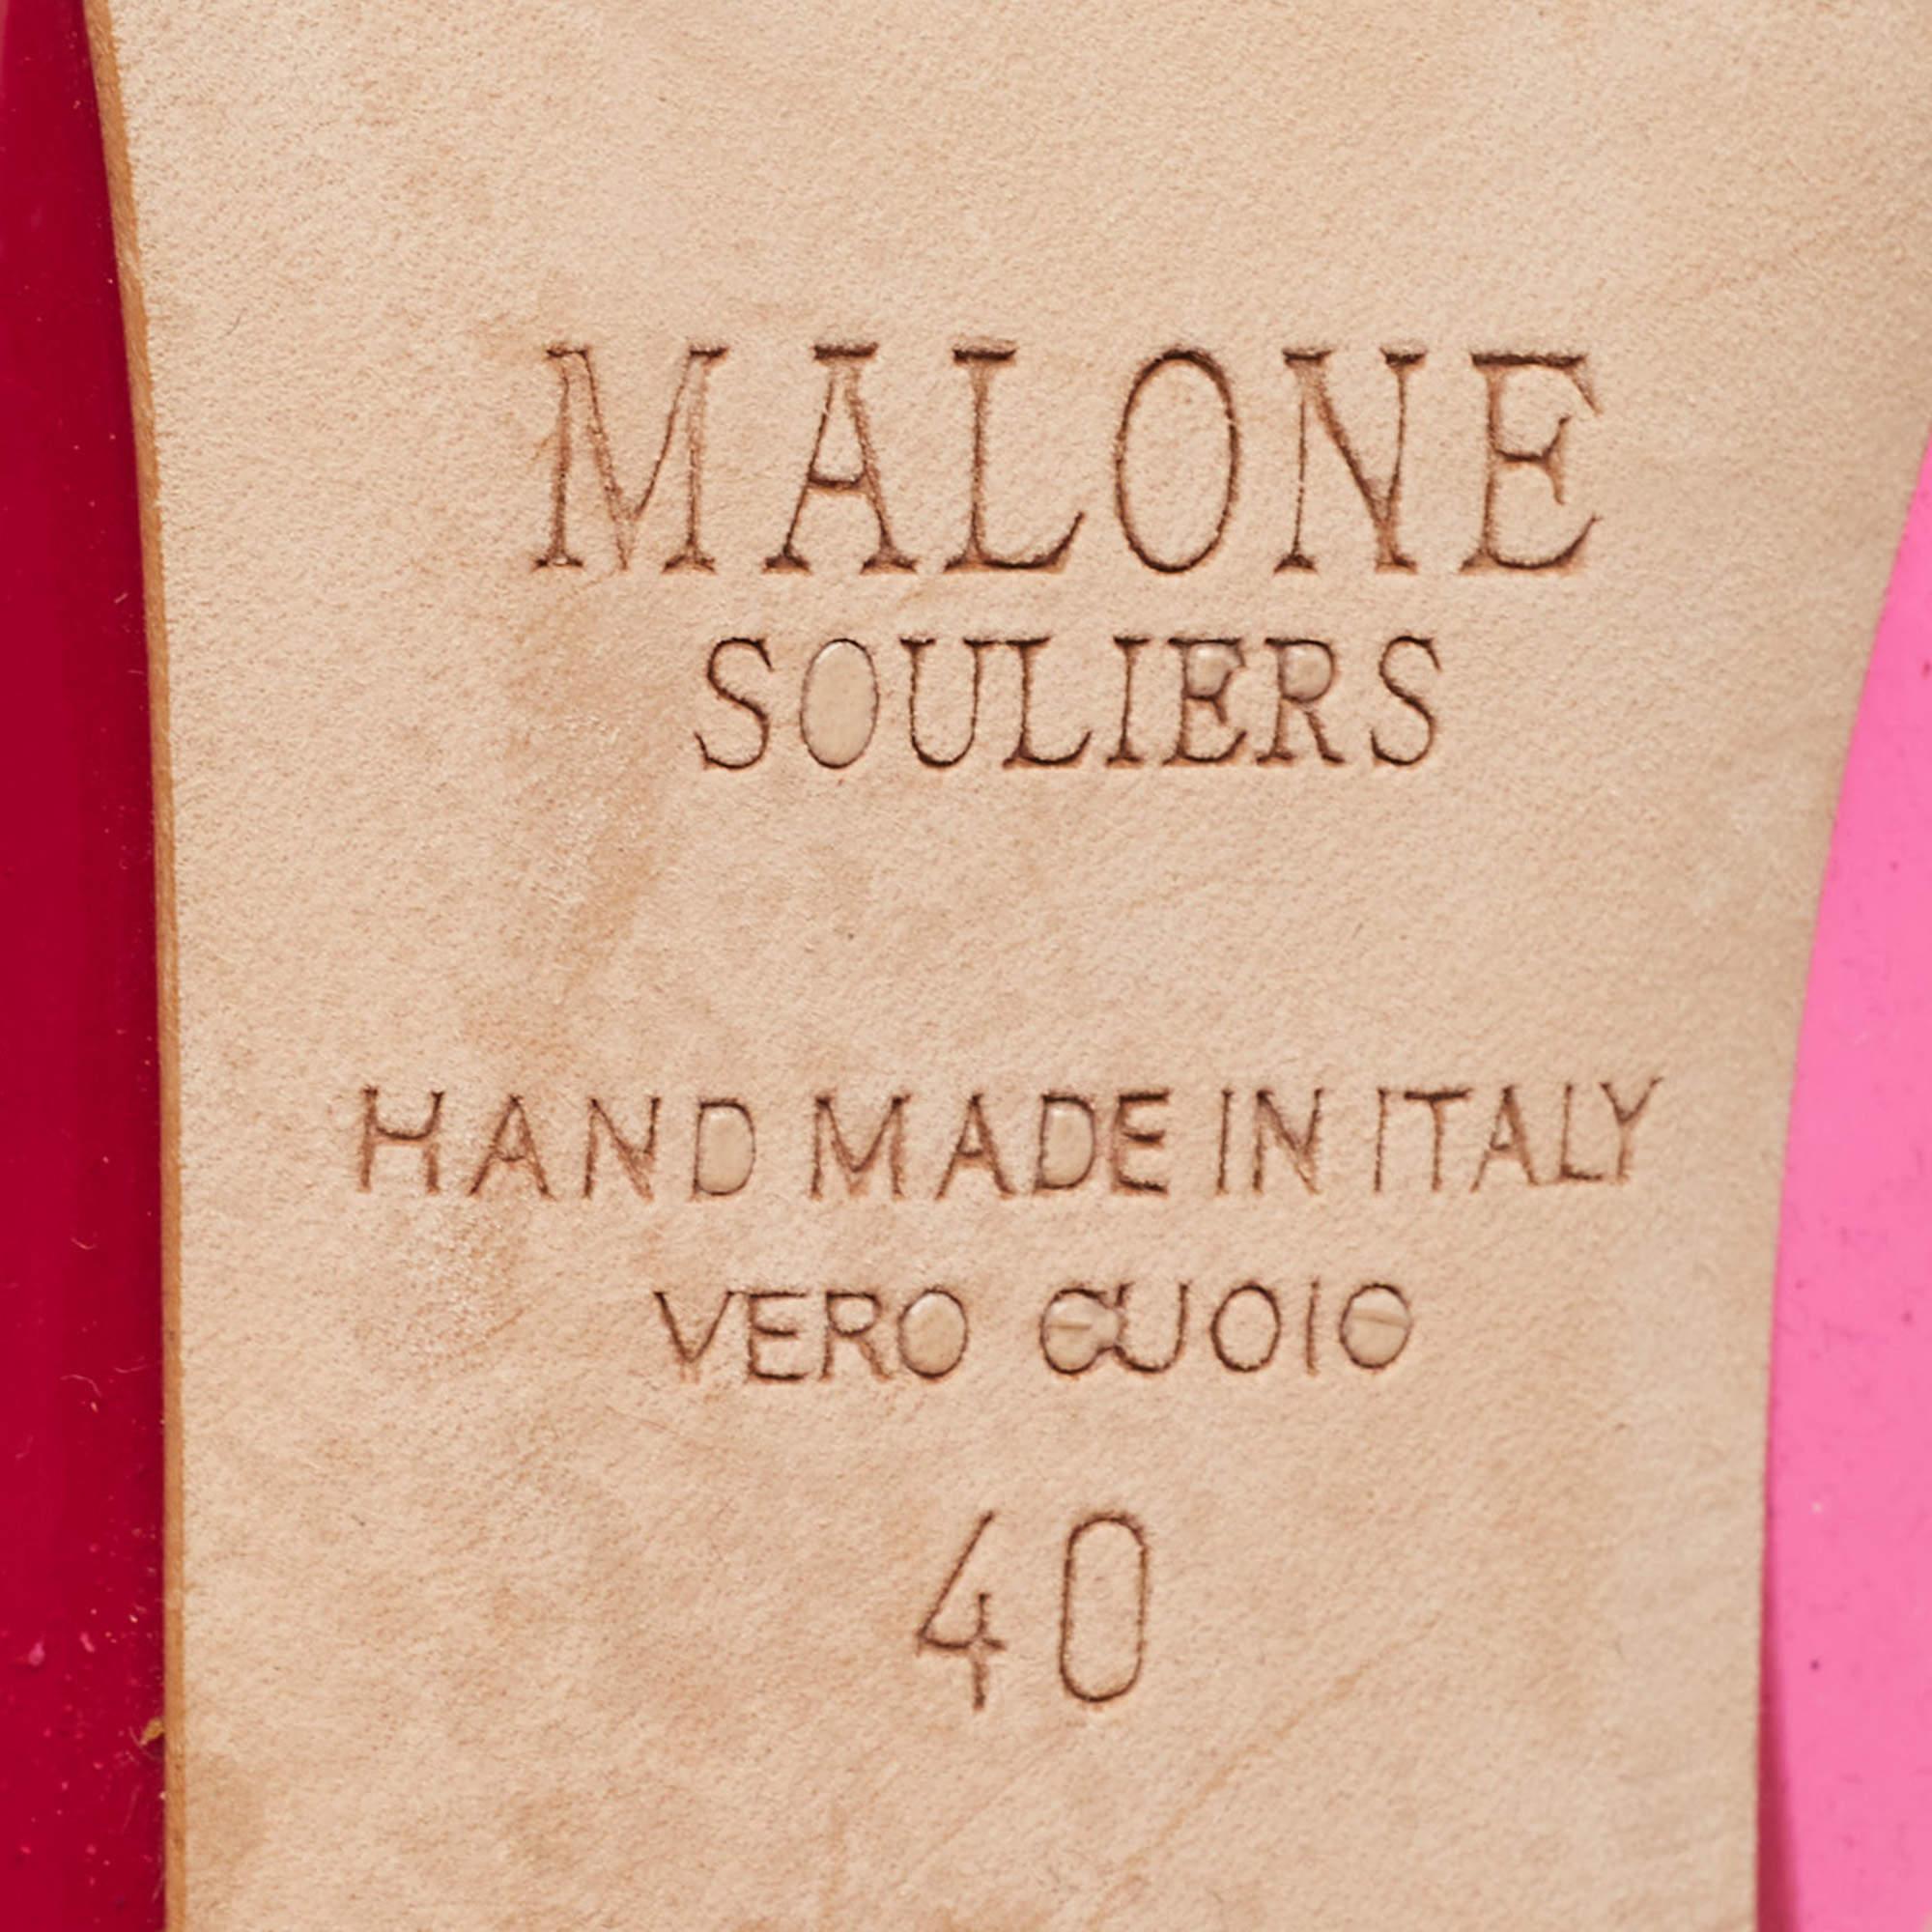 MALONE
SOULIERS
HAND MADE IN ITALY
VERO CUOIO
40